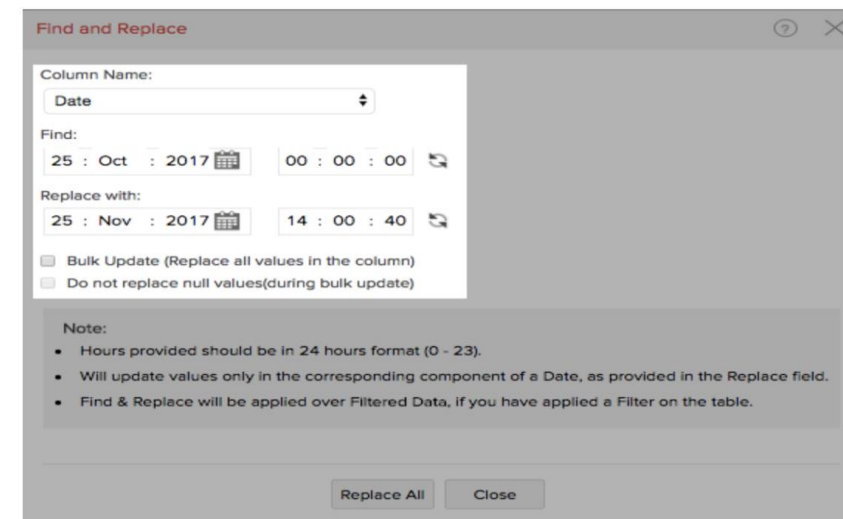 Find and Replace ?
Column Name:
Date
Find:
25 : Oct : 2017 00 : 00 : 00
Replace with:
25 : Nov : 2017 14 : 00 : 40
Bulk Update (Replace all values in the column)
Do not replace null values(during bulk update)
Note:
• Hours provided should be in 24 hours format (0 - 23).
• Will update values only in the corresponding component of a Date, as provided in the Replace field.
• Find & Replace will be applied over Filtered Data, if you have applied a Filter on the table.
Replace All Close